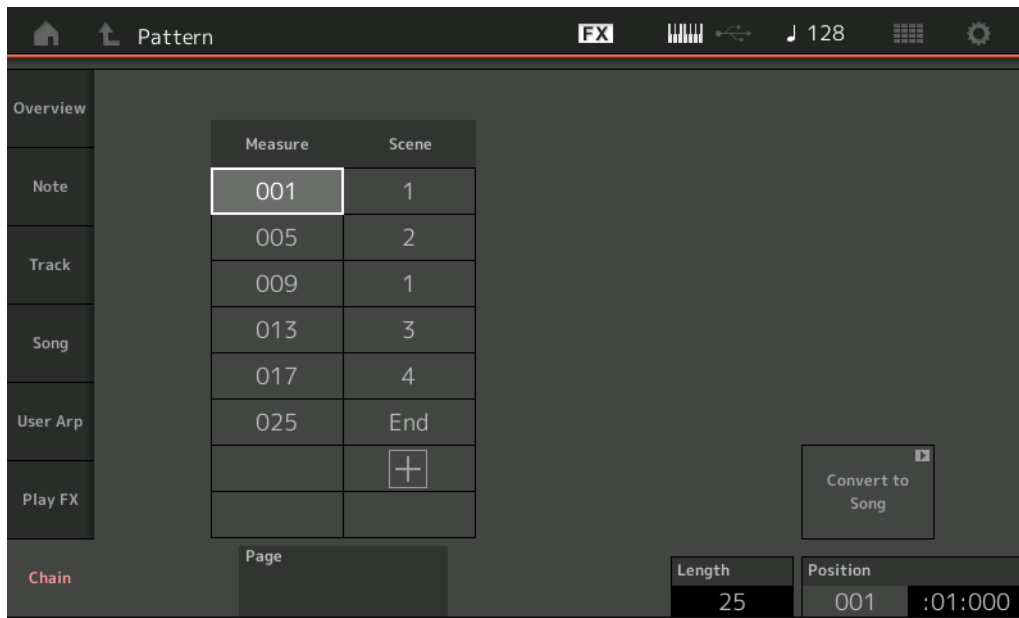 Pattern FX ♩ 128
Overview
Note
Track
Song
User Arp
Play FX
Chain
Measure Scene
001 1
005 2
009 1
013 3
017 4
025 End
+
Convert to
Song
Page
Length
25
Position
001 :01:000